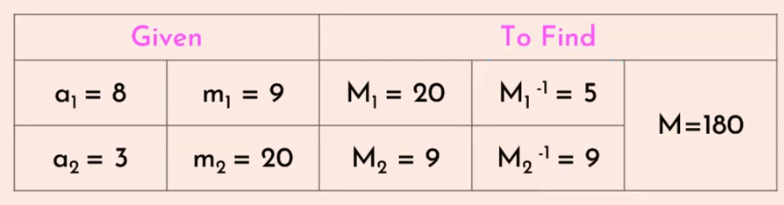 Given To Find
a₁ = 8 m₁ = 9 M₁ = 20 M₁⁻¹ = 5
M=180
a₂ = 3 m₂ = 20 M₂ = 9 M₂⁻¹ = 9